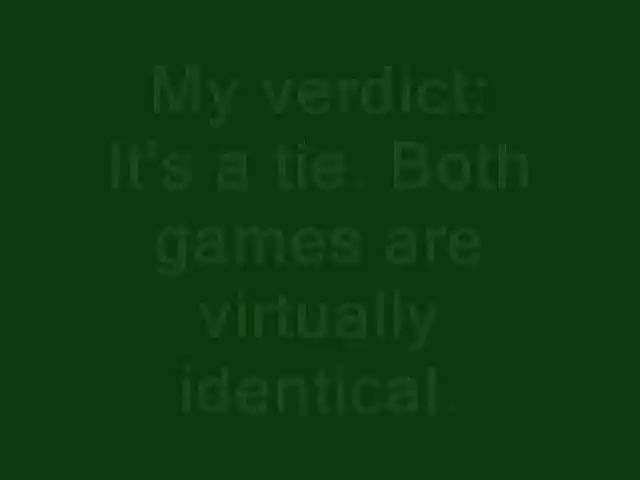 My verdict:
It's a tie. Both
games are
virtually
identical.